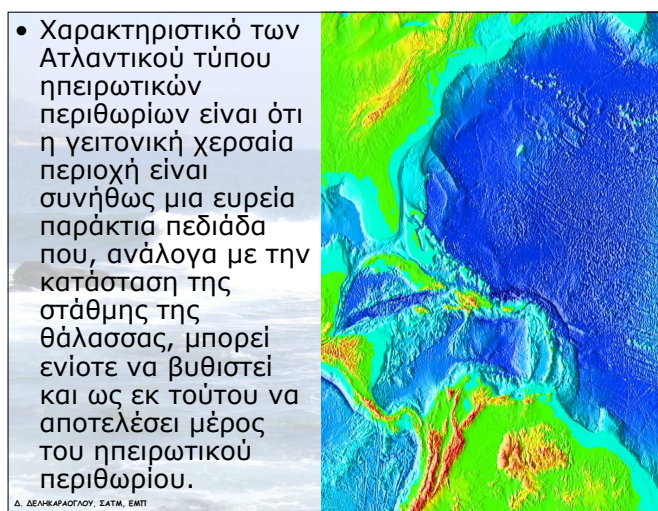 • Χαρακτηριστικό των
Ατλαντικού τύπου
ηπειρωτικών
περιθωρίων είναι ότι
η γειτονική χερσαία
περιοχή είναι
συνήθως μια ευρεία
παράκτια πεδιάδα
που, ανάλογα με την
κατάσταση της
στάθμης της
θάλασσας, μπορεί
ενίοτε να βυθιστεί
και ως εκ τούτου να
αποτελέσει μέρος
του ηπειρωτικού
περιθωρίου.
Δ. ΔΕΛΗΚΑΡΑΟΓΛΟΥ, ΣΑΤΜ, ΕΜΠ